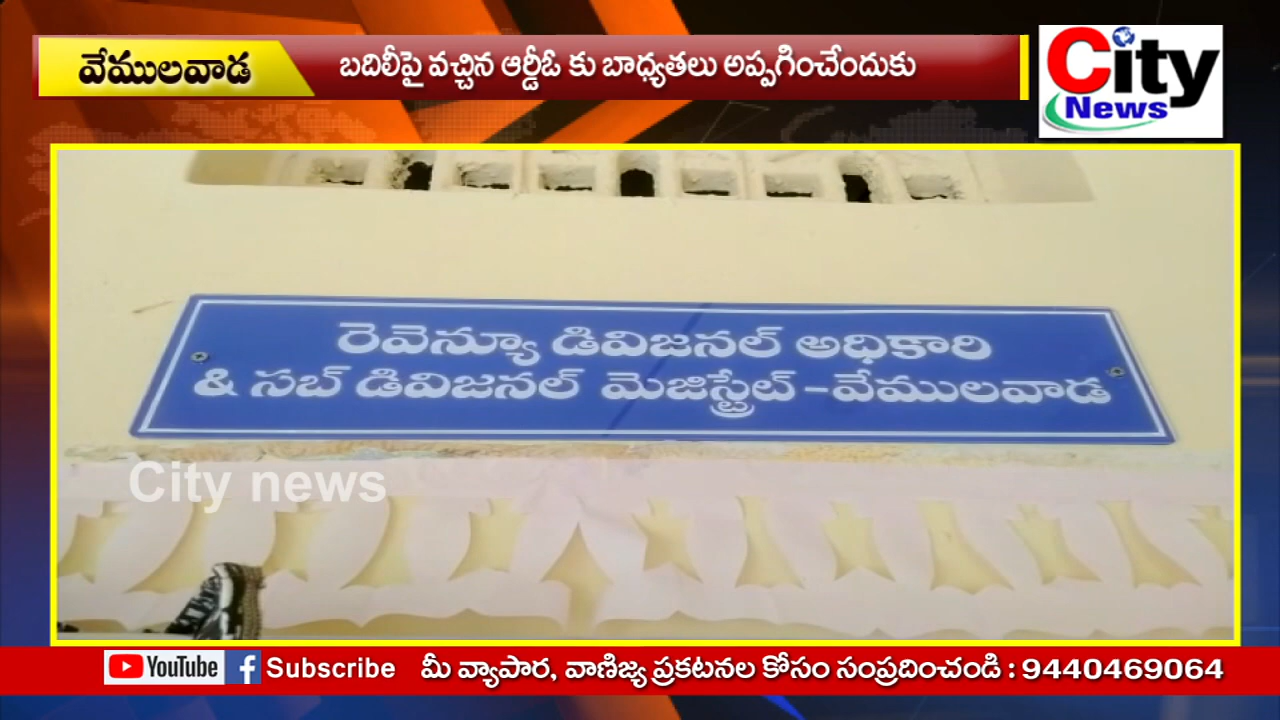 వేములవాడ
బదిలీపై వచ్చిన ఆర్డీఓ కు బాధ్యతలు అప్పగించేందుకు
City
News
రెవెన్యూ డివిజనల్ అధికారి
& సబ్ డివిజనల్ మెజిస్ట్రేట్-వేములవాడ
City news
YouTube f Subscribe మీ వ్యాపార, వాణిజ్య ప్రకటనల కోసం సంప్రదించండి : 9440469064